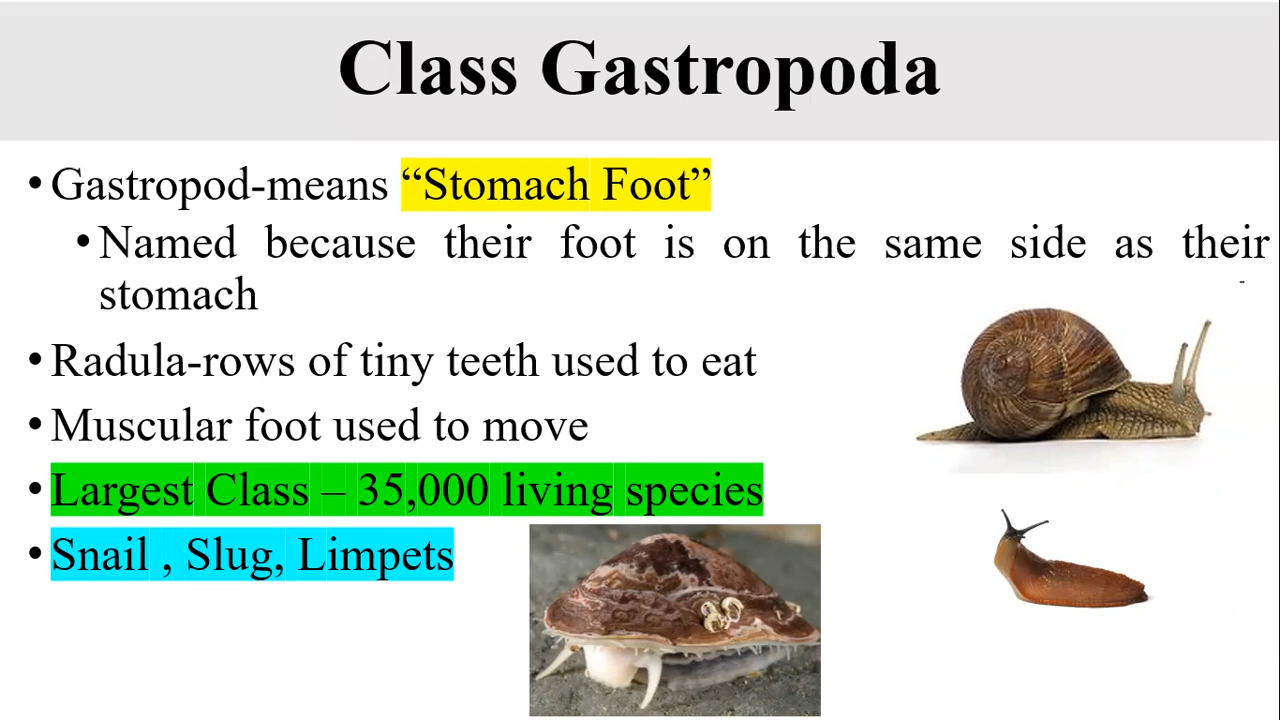 Class Gastropoda
•Gastropod-means “Stomach Foot”
•Named because their foot is on the same side as their
stomach
•Radula-rows of tiny teeth used to eat
•Muscular foot used to move
•Largest Class – 35,000 living species
•Snail , Slug, Limpets